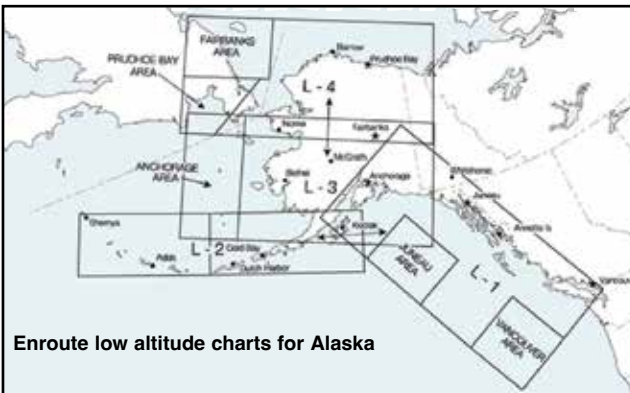 FAIRBANKS
AREA
PRUDHOE BAY
AREA
Barrow
Prudhoe Bay
L - 4
Nome
Fairbanks
McGrath
ANCHORAGE
AREA
Bethel
L - 3
Anchorage
Whitehorse
Juneau
Annette Is
Shemya
Kodiak
JUNEAU
AREA
L - 2
Cold Bay
Adak
Dutch Harbor
L - 1
VANCOUVER
AREA
Enroute low altitude charts for Alaska